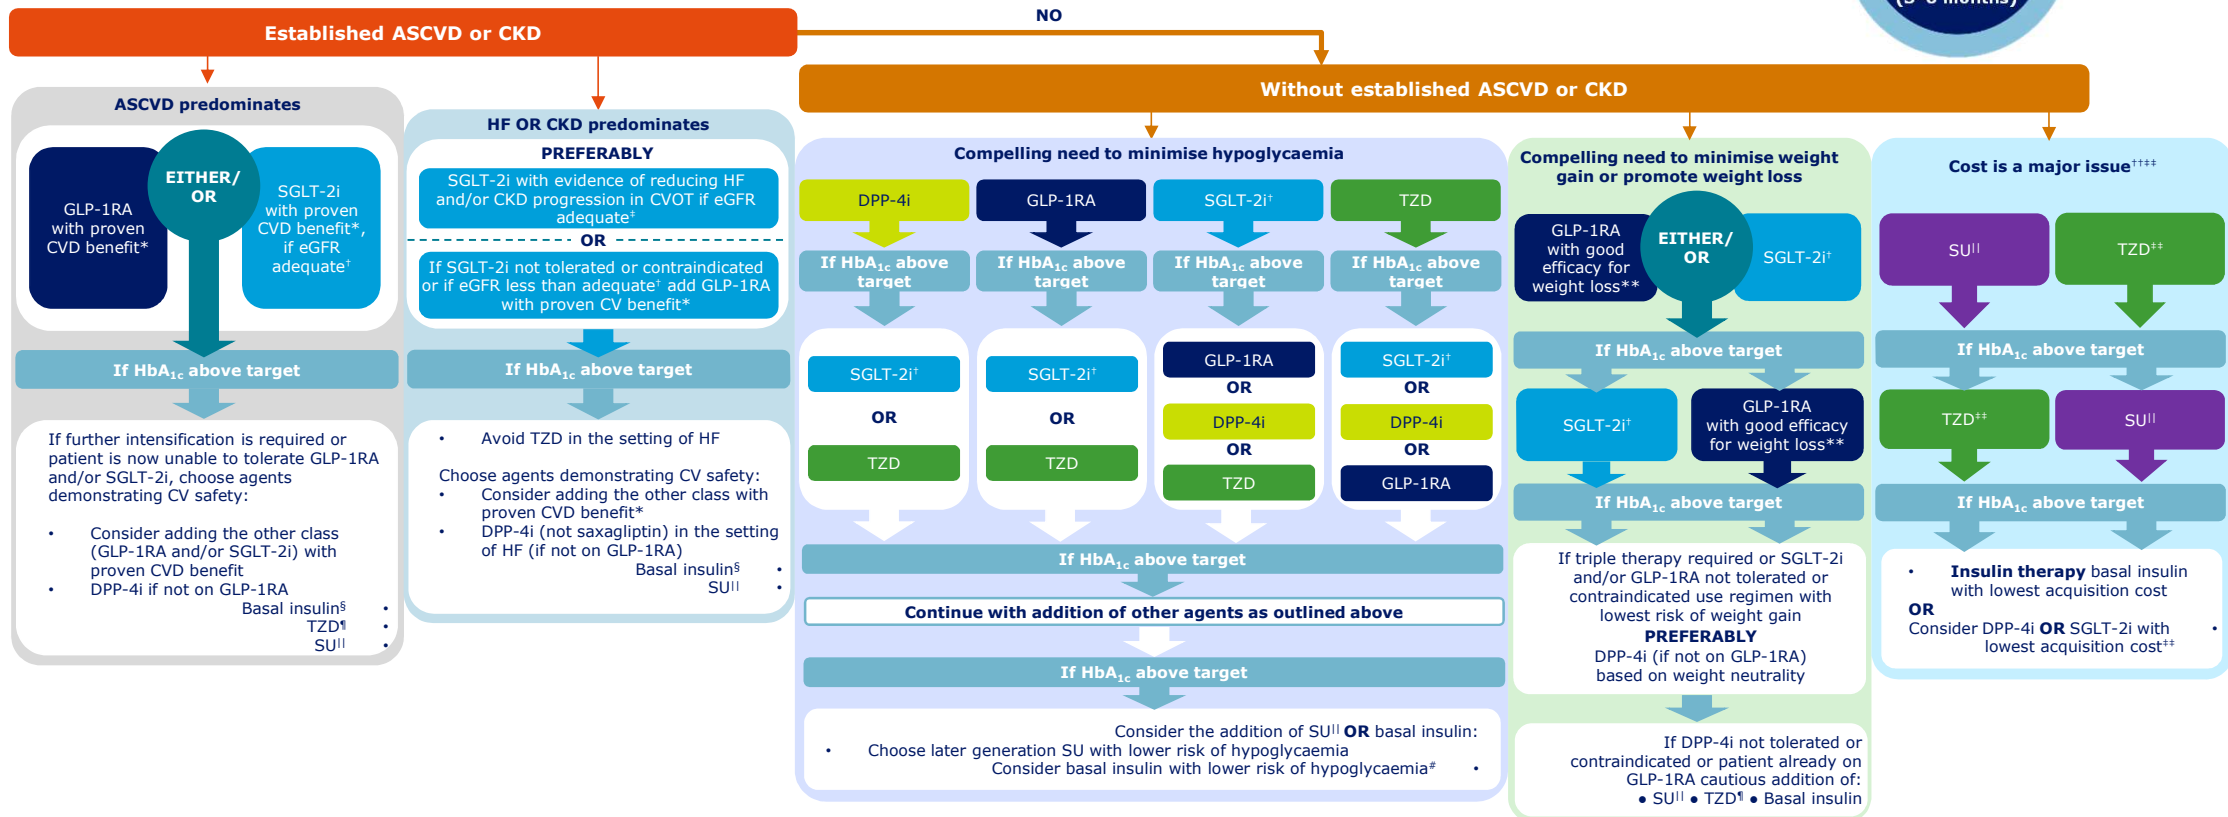 (3–6 months)
NO
Established ASCVD or CKD
Without established ASCVD or CKD
ASCVD predominates
GLP-1RA
with proven
CVD benefit*
EITHER/
OR
SGLT-2i
with proven
CVD benefit*,
if eGFR
adequate†
If HbA1c above target
If further intensification is required or
patient is now unable to tolerate GLP-1RA
and/or SGLT-2i, choose agents
demonstrating CV safety:
• Consider adding the other class
(GLP-1RA and/or SGLT-2i) with
proven CVD benefit
• DPP-4i if not on GLP-1RA
Basal insulin§ •
TZD¶ •
SU|| •
HF OR CKD predominates
PREFERABLY
SGLT-2i with evidence of reducing HF
and/or CKD progression in CVOT if eGFR
adequate‡
OR
If SGLT-2i not tolerated or contraindicated
or if eGFR less than adequate† add GLP-1RA
with proven CV benefit*
If HbA1c above target
• Avoid TZD in the setting of HF
Choose agents demonstrating CV safety:
• Consider adding the other class with
proven CVD benefit*
• DPP-4i (not saxagliptin) in the setting
of HF (if not on GLP-1RA)
Basal insulin§ •
SU|| •
Compelling need to minimise hypoglycaemia
DPP-4i
If HbA1c above
target
SGLT-2i†
OR
TZD
GLP-1RA
If HbA1c above
target
SGLT-2i†
OR
TZD
SGLT-2i†
If HbA1c above
target
GLP-1RA
OR
DPP-4i
OR
TZD
TZD
If HbA1c above
target
SGLT-2i†
OR
DPP-4i
OR
GLP-1RA
If HbA1c above target
Continue with addition of other agents as outlined above
If HbA1c above target
Consider the addition of SU|| OR basal insulin:
• Choose later generation SU with lower risk of hypoglycaemia
Consider basal insulin with lower risk of hypoglycaemia# •
Compelling need to minimise weight
gain or promote weight loss
GLP-1RA
with good
efficacy for
weight loss**
EITHER/
OR
SGLT-2i†
If HbA1c above target
SGLT-2i†
GLP-1RA
with good efficacy
for weight loss**
If HbA1c above target
If triple therapy required or SGLT-2i
and/or GLP-1RA not tolerated or
contraindicated use regimen with
lowest risk of weight gain
PREFERABLY
DPP-4i (if not on GLP-1RA)
based on weight neutrality
If DPP-4i not tolerated or
contraindicated or patient already on
GLP-1RA cautious addition of:
● SU|| ● TZD¶ ● Basal insulin
Cost is a major issue††‡‡
SU||
TZD‡‡
If HbA1c above target
TZD‡‡
SU||
If HbA1c above target
• Insulin therapy basal insulin
with lowest acquisition cost
OR
Consider DPP-4i OR SGLT-2i with •
lowest acquisition cost‡‡